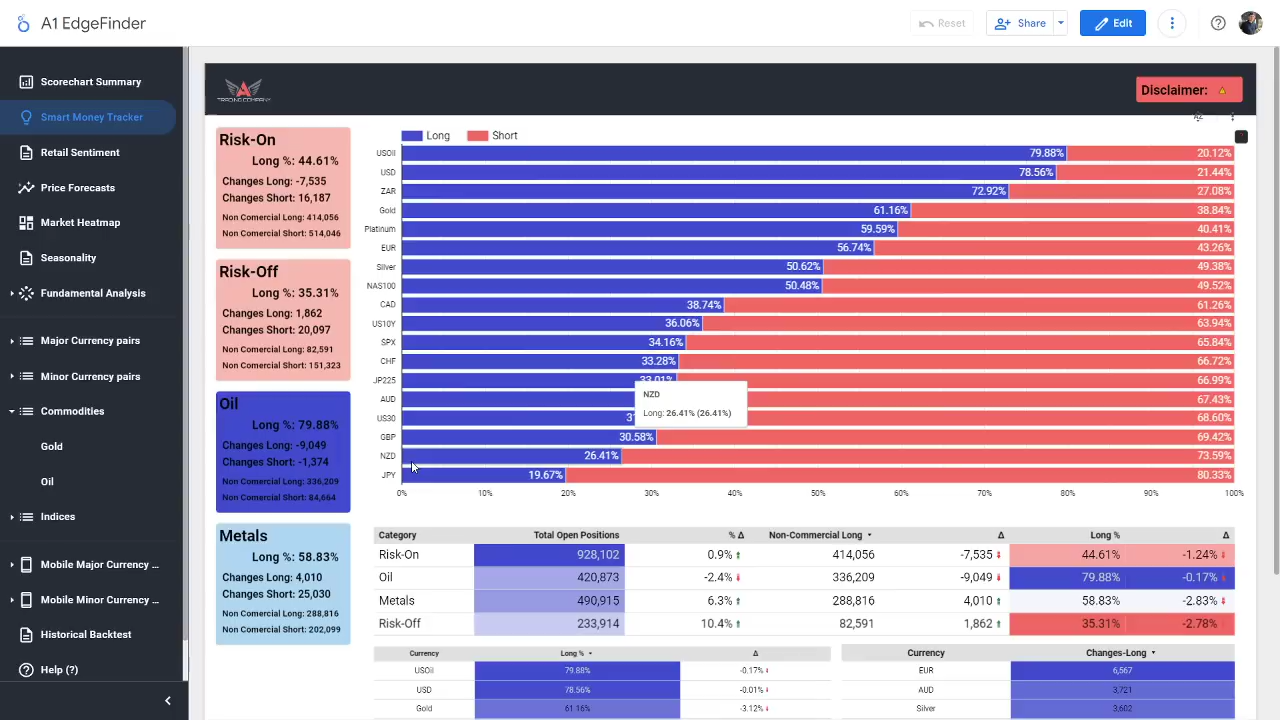 A1 EdgeFinder
Reset
Share
Edit
Scorechart Summary
Smart Money Tracker
Retail Sentiment
Price Forecasts
Market Heatmap
Seasonality
Fundamental Analysis
Major Currency pairs
Minor Currency pairs
Commodities
Gold
Oil
Indices
Mobile Major Currency ...
Mobile Minor Currency ...
Historical Backtest
Help (?)
A
TRADING COMPANY
Disclaimer:
Risk-On
Long %: 44.61%
Changes Long: -7,535
Changes Short: 16,187
Non Comercial Long: 414,056
Non Comercial Short: 514,046
Risk-Off
Long %: 35.31%
Changes Long: 1,862
Changes Short: 20,097
Non Comercial Long: 82,591
Non Comercial Short: 151,323
Oil
Long %: 79.88%
Changes Long: -9,049
Changes Short: -1,374
Non Comercial Long: 336,209
Non Comercial Short: 84,664
Metals
Long %: 58.83%
Changes Long: 4,010
Changes Short: 25,030
Non Comercial Long: 288,816
Non Comercial Short: 202,099
Long Short
USOil 79.88% 20.12%
USD 78.56% 21.44%
ZAR 72.92% 27.08%
Gold 61.16% 38.84%
Platinum 59.59% 40.41%
EUR 56.74% 43.26%
Silver 50.62% 49.38%
NAS100 50.48% 49.52%
CAD 38.74% 61.26%
US10Y 36.06% 63.94%
SPX 34.16% 65.84%
CHF 33.28% 66.72%
JP225 33.01% 66.99%
AUD 67.43%
US30 68.60%
GBP 30.58% 69.42%
NZD 26.41% 73.59%
JPY 19.67% 80.33%
NZD
Long: 26.41% (26.41%)
0% 10% 20% 30% 40% 50% 60% 70% 80% 90% 100%
Category Total Open Positions % Δ Non-Commercial Long Δ Long % Δ
Risk-On 928,102 0.9% 414,056 -7,535 44.61% -1.24%
Oil 420,873 -2.4% 336,209 -9,049 79.88% -0.17%
Metals 490,915 6.3% 288,816 4,010 58.83% -2.83%
Risk-Off 233,914 10.4% 82,591 1,862 35.31% -2.78%
Currency Long % Δ
USOil 79.88% -0.17%
USD 78.56% -0.01%
Gold 61.16% -3.12%
Currency Changes-Long
EUR 6,567
AUD 3,721
Silver 3,602